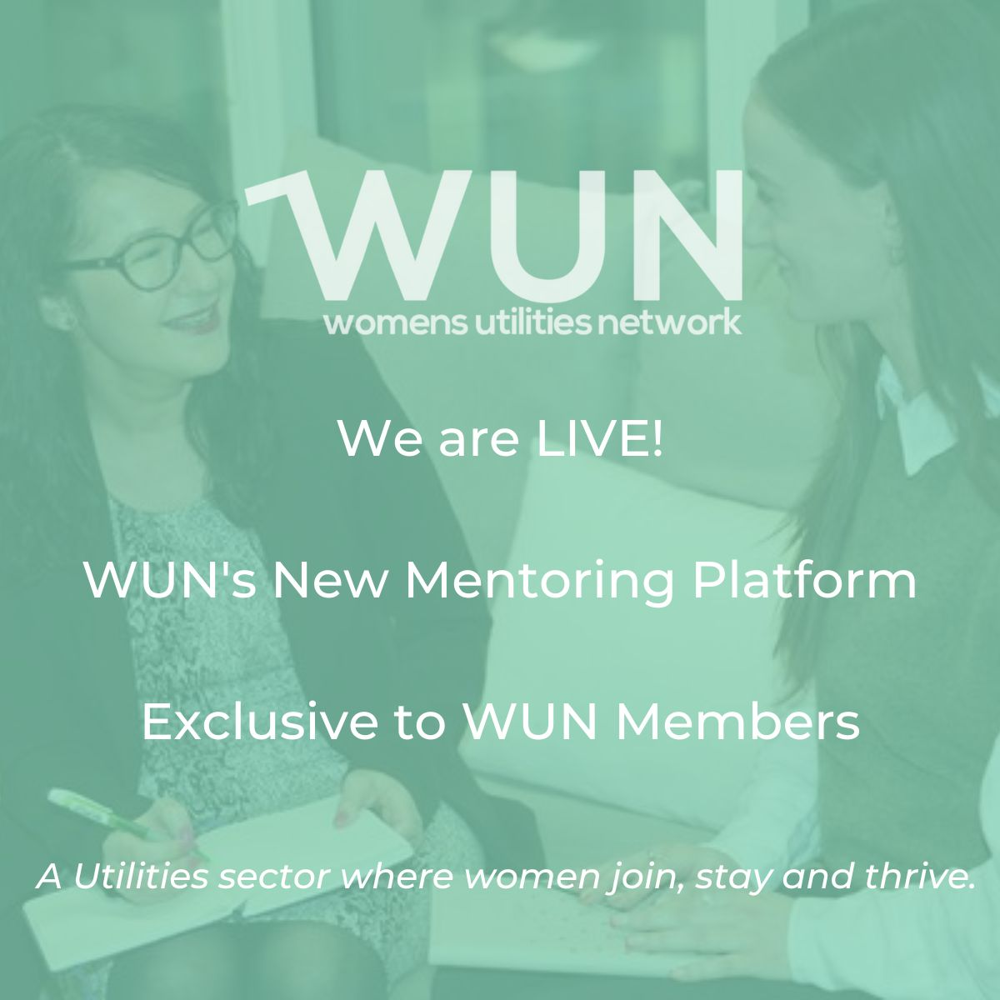 WUN
womens utilities network
We are LIVE!
WUN's New Mentoring Platform
Exclusive to WUN Members
A Utilities sector where women join, stay and thrive.